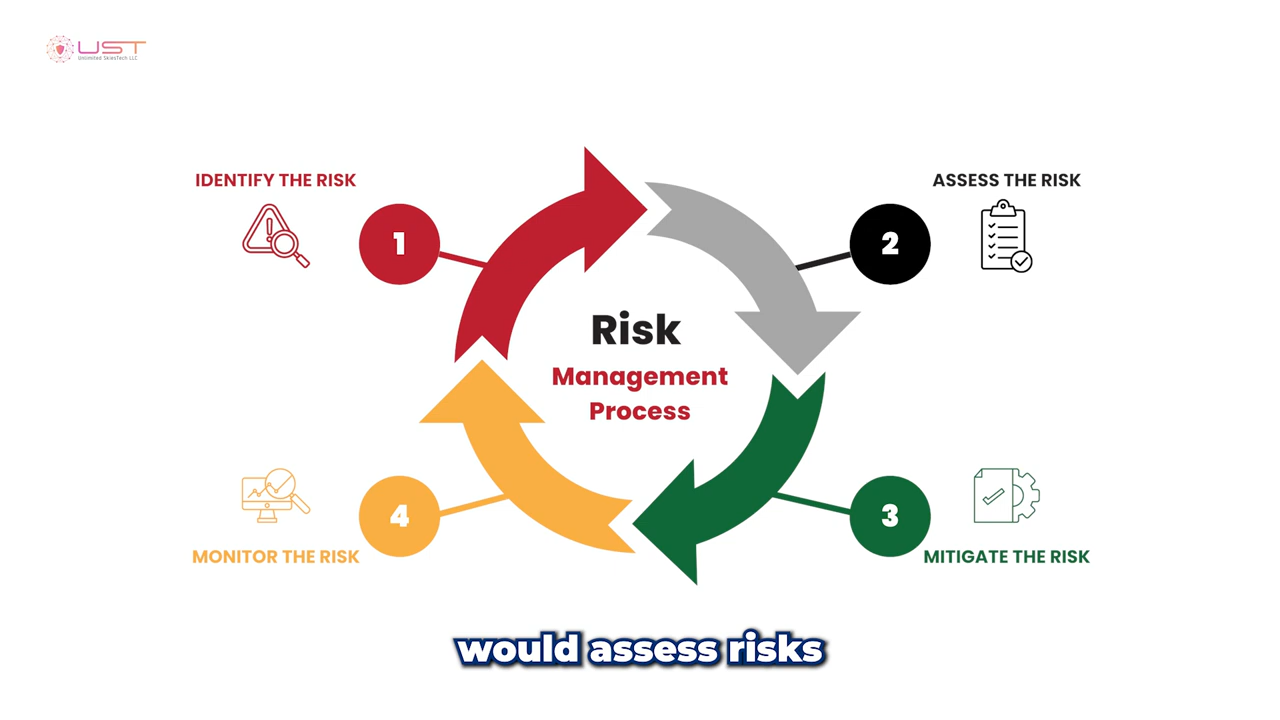 UST
Unlimited SkiesTech LLC
IDENTIFY THE RISK
1
ASSESS THE RISK
2
Risk
Management
Process
4
MONITOR THE RISK
3
MITIGATE THE RISK
would assess risks